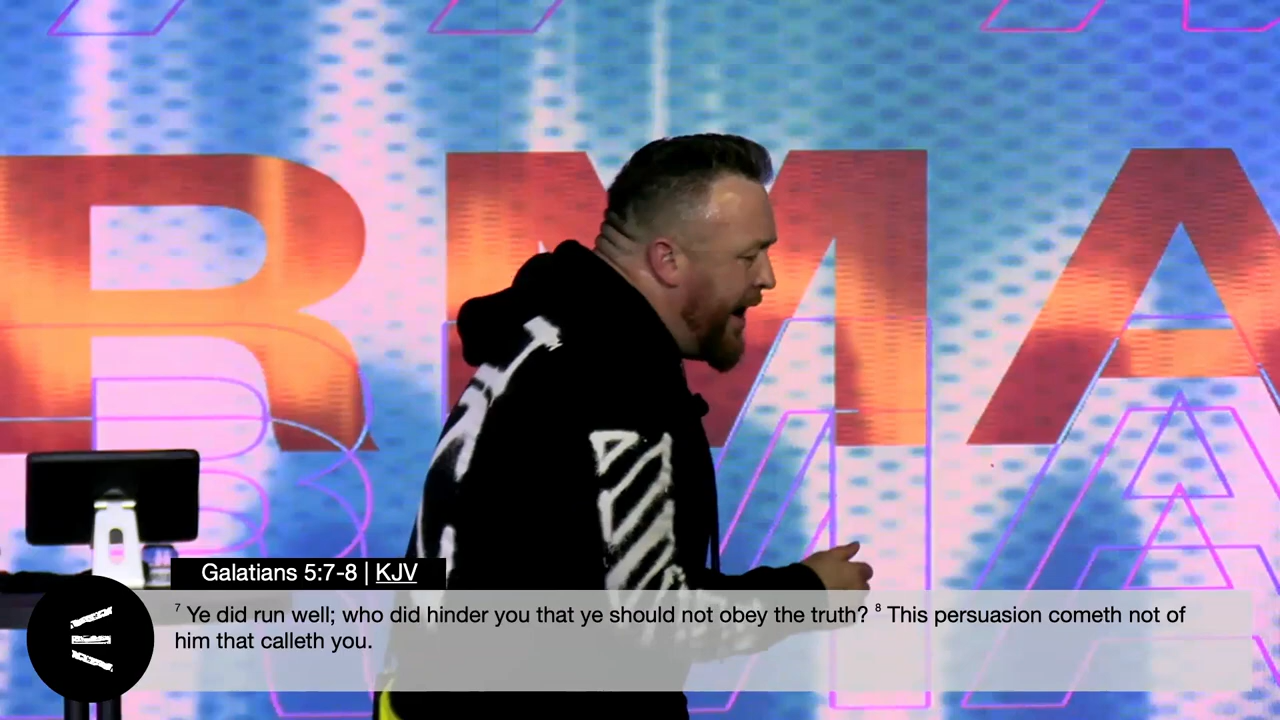 RMA
Galatians 5:7-8 | KJV
7 Ye did run well; who did hinder you that ye should not obey the truth? 8 This persuasion cometh not of
him that calleth you.